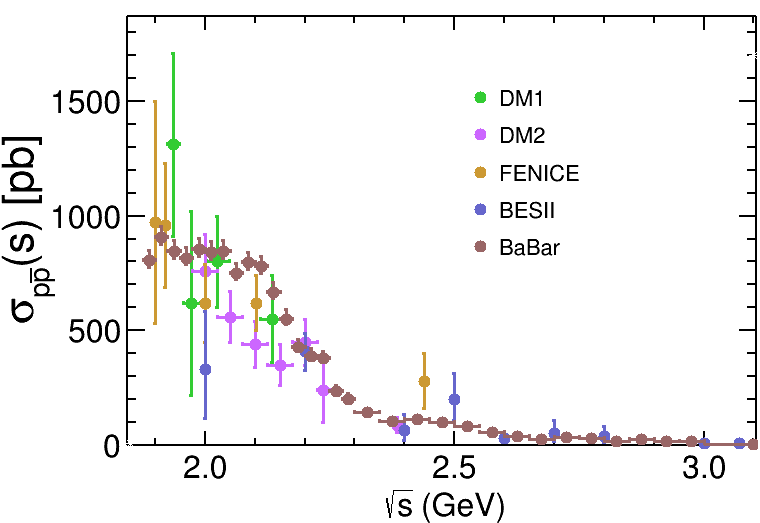 σpp̅(s) [pb]
1500
1000
500
0
DM1
DM2
FENICE
BESII
BaBar
2.0 2.5 3.0
√s (GeV)